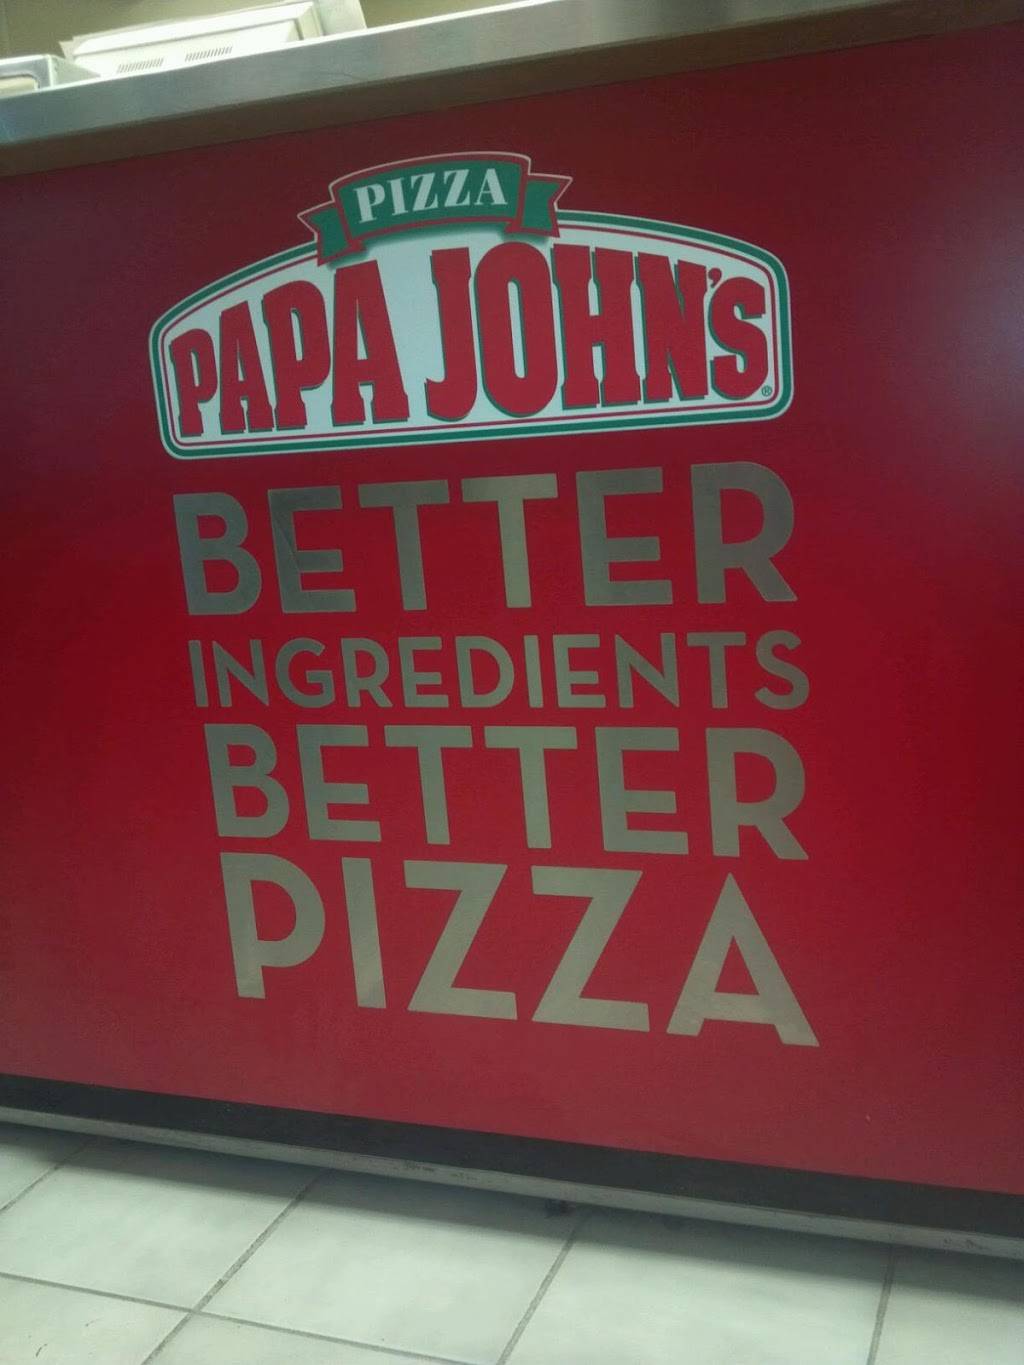 PIZZA
PAPA JOHN'S®
BETTER
INGREDIENTS
BETTER
PIZZA